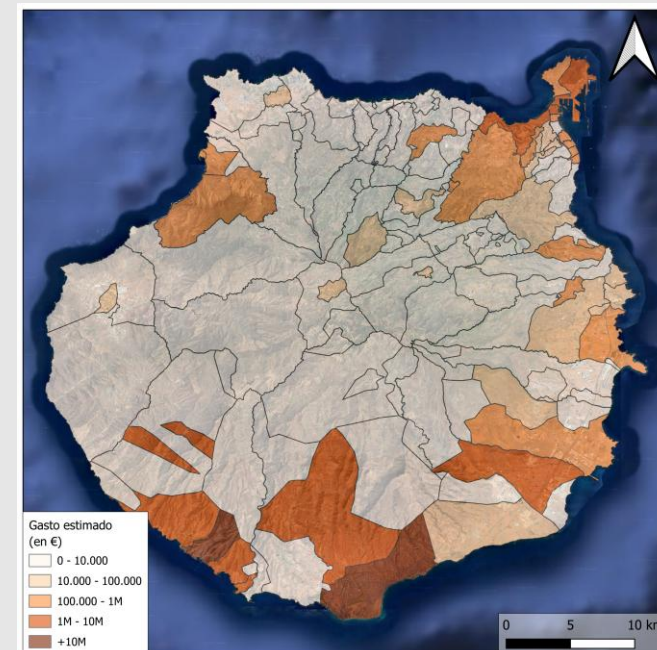 Gasto estimado
(en €)
0 - 10.000
10.000 - 100.000
100.000 - 1M
1M - 10M
+10M
0 5 10 km